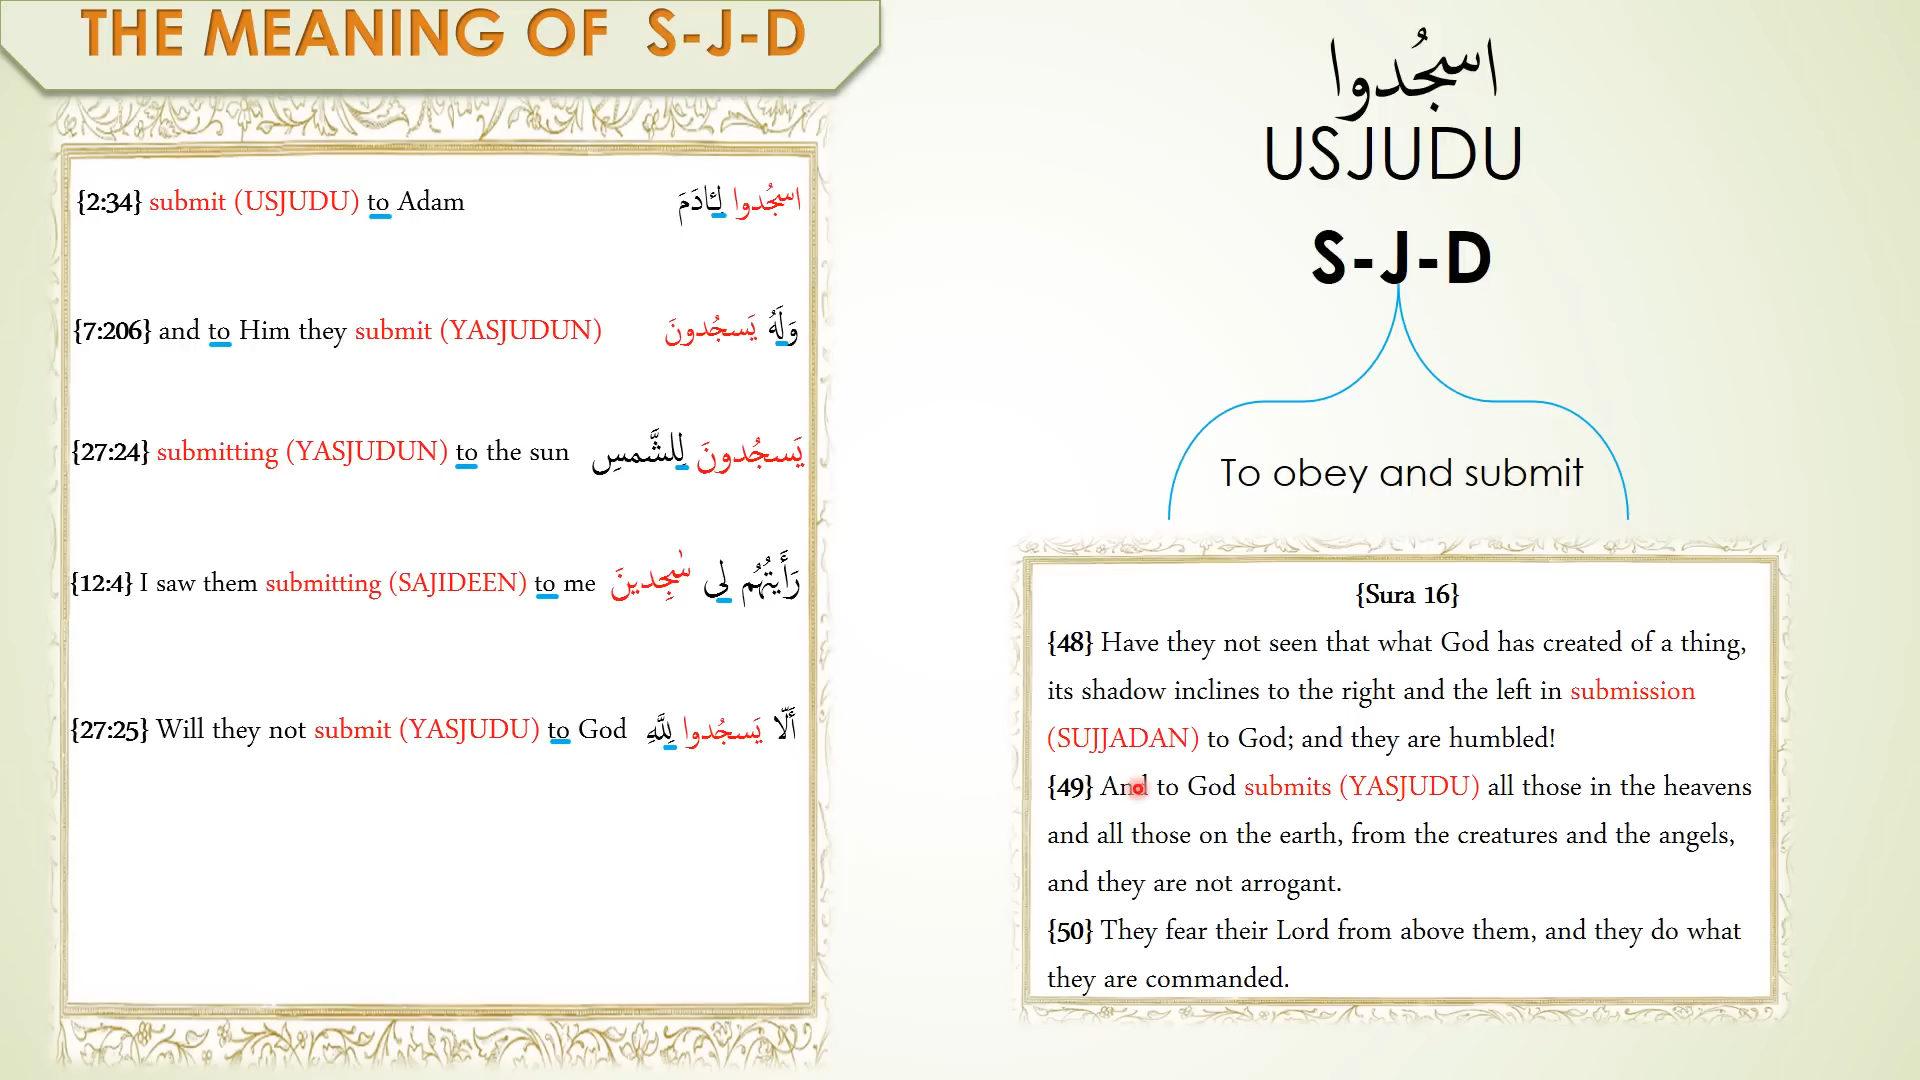 THE MEANING OF S-J-D
{2:34} submit (USJUDU) to Adam اسجُدوا لِـٔادَمَ
{7:206} and to Him they submit (YASJUDUN) وَلَهُ يَسجُدونَ
{27:24} submitting (YASJUDUN) to the sun يَسجُدونَ لِلشَّمسِ
{12:4} I saw them submitting (SAJIDEEN) to me رَأَيتُهُم لى سٰجِدينَ
{27:25} Will they not submit (YASJUDU) to God أَلّا يَسجُدوا لِلَّهِ
اسجُدوا
USJUDU
S-J-D
To obey and submit
{Sura 16}
{48} Have they not seen that what God has created of a thing,
its shadow inclines to the right and the left in submission
(SUJJADAN) to God; and they are humbled!
{49} And to God submits (YASJUDU) all those in the heavens
and all those on the earth, from the creatures and the angels,
and they are not arrogant.
{50} They fear their Lord from above them, and they do what
they are commanded.